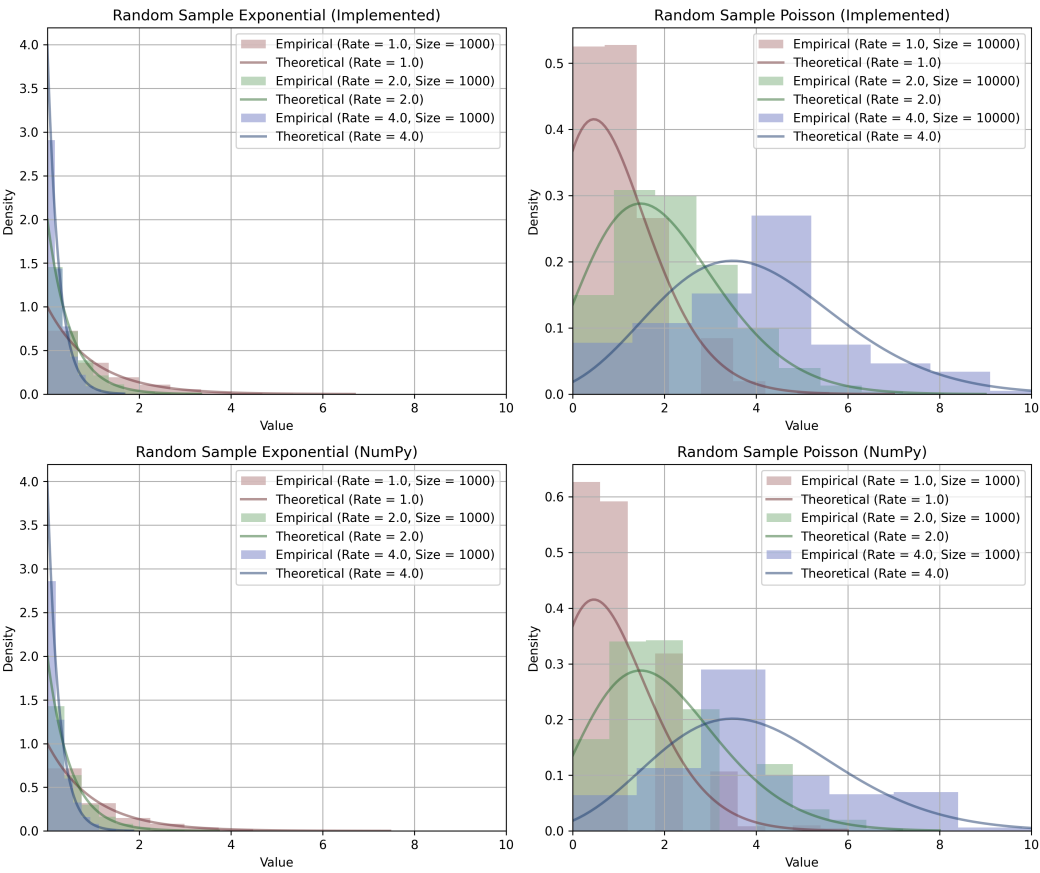 Random Sample Exponential (Implemented)
Density
4.0
3.5
3.0
2.5
2.0
1.5
1.0
0.5
0.0
Empirical (Rate = 1.0, Size = 1000)
Theoretical (Rate = 1.0)
Empirical (Rate = 2.0, Size = 1000)
Theoretical (Rate = 2.0)
Empirical (Rate = 4.0, Size = 1000)
Theoretical (Rate = 4.0)
2 4 6 8 10
Value
Random Sample Poisson (Implemented)
Density
0.5
0.4
0.3
0.2
0.1
0.0
Empirical (Rate = 1.0, Size = 10000)
Theoretical (Rate = 1.0)
Empirical (Rate = 2.0, Size = 10000)
Theoretical (Rate = 2.0)
Empirical (Rate = 4.0, Size = 10000)
Theoretical (Rate = 4.0)
0 2 4 6 8 10
Value
Random Sample Exponential (NumPy)
Density
4.0
3.5
3.0
2.5
2.0
1.5
1.0
0.5
0.0
Empirical (Rate = 1.0, Size = 1000)
Theoretical (Rate = 1.0)
Empirical (Rate = 2.0, Size = 1000)
Theoretical (Rate = 2.0)
Empirical (Rate = 4.0, Size = 1000)
Theoretical (Rate = 4.0)
2 4 6 8 10
Value
Random Sample Poisson (NumPy)
Density
0.6
0.5
0.4
0.3
0.2
0.1
0.0
Empirical (Rate = 1.0, Size = 1000)
Theoretical (Rate = 1.0)
Empirical (Rate = 2.0, Size = 1000)
Theoretical (Rate = 2.0)
Empirical (Rate = 4.0, Size = 1000)
Theoretical (Rate = 4.0)
0 2 4 6 8 10
Value